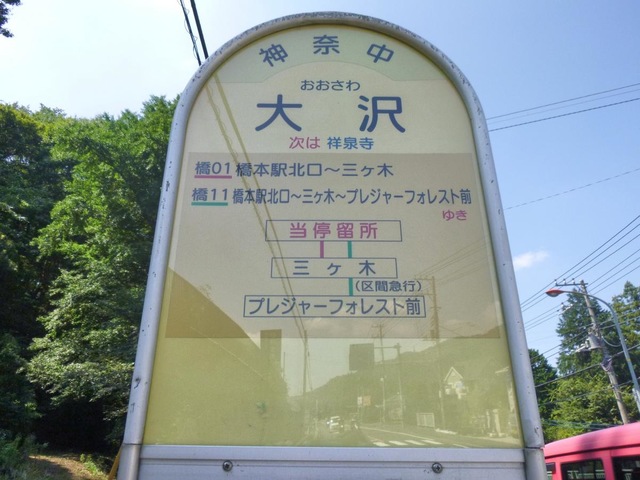 神奈中
おおさわ
大沢
次は 祥泉寺
橋01 橋本駅北口～三ヶ木
橋11 橋本駅北口～三ヶ木～プレジャーフォレスト前
ゆき
当停留所
三ヶ木
(区間急行)
プレジャーフォレスト前